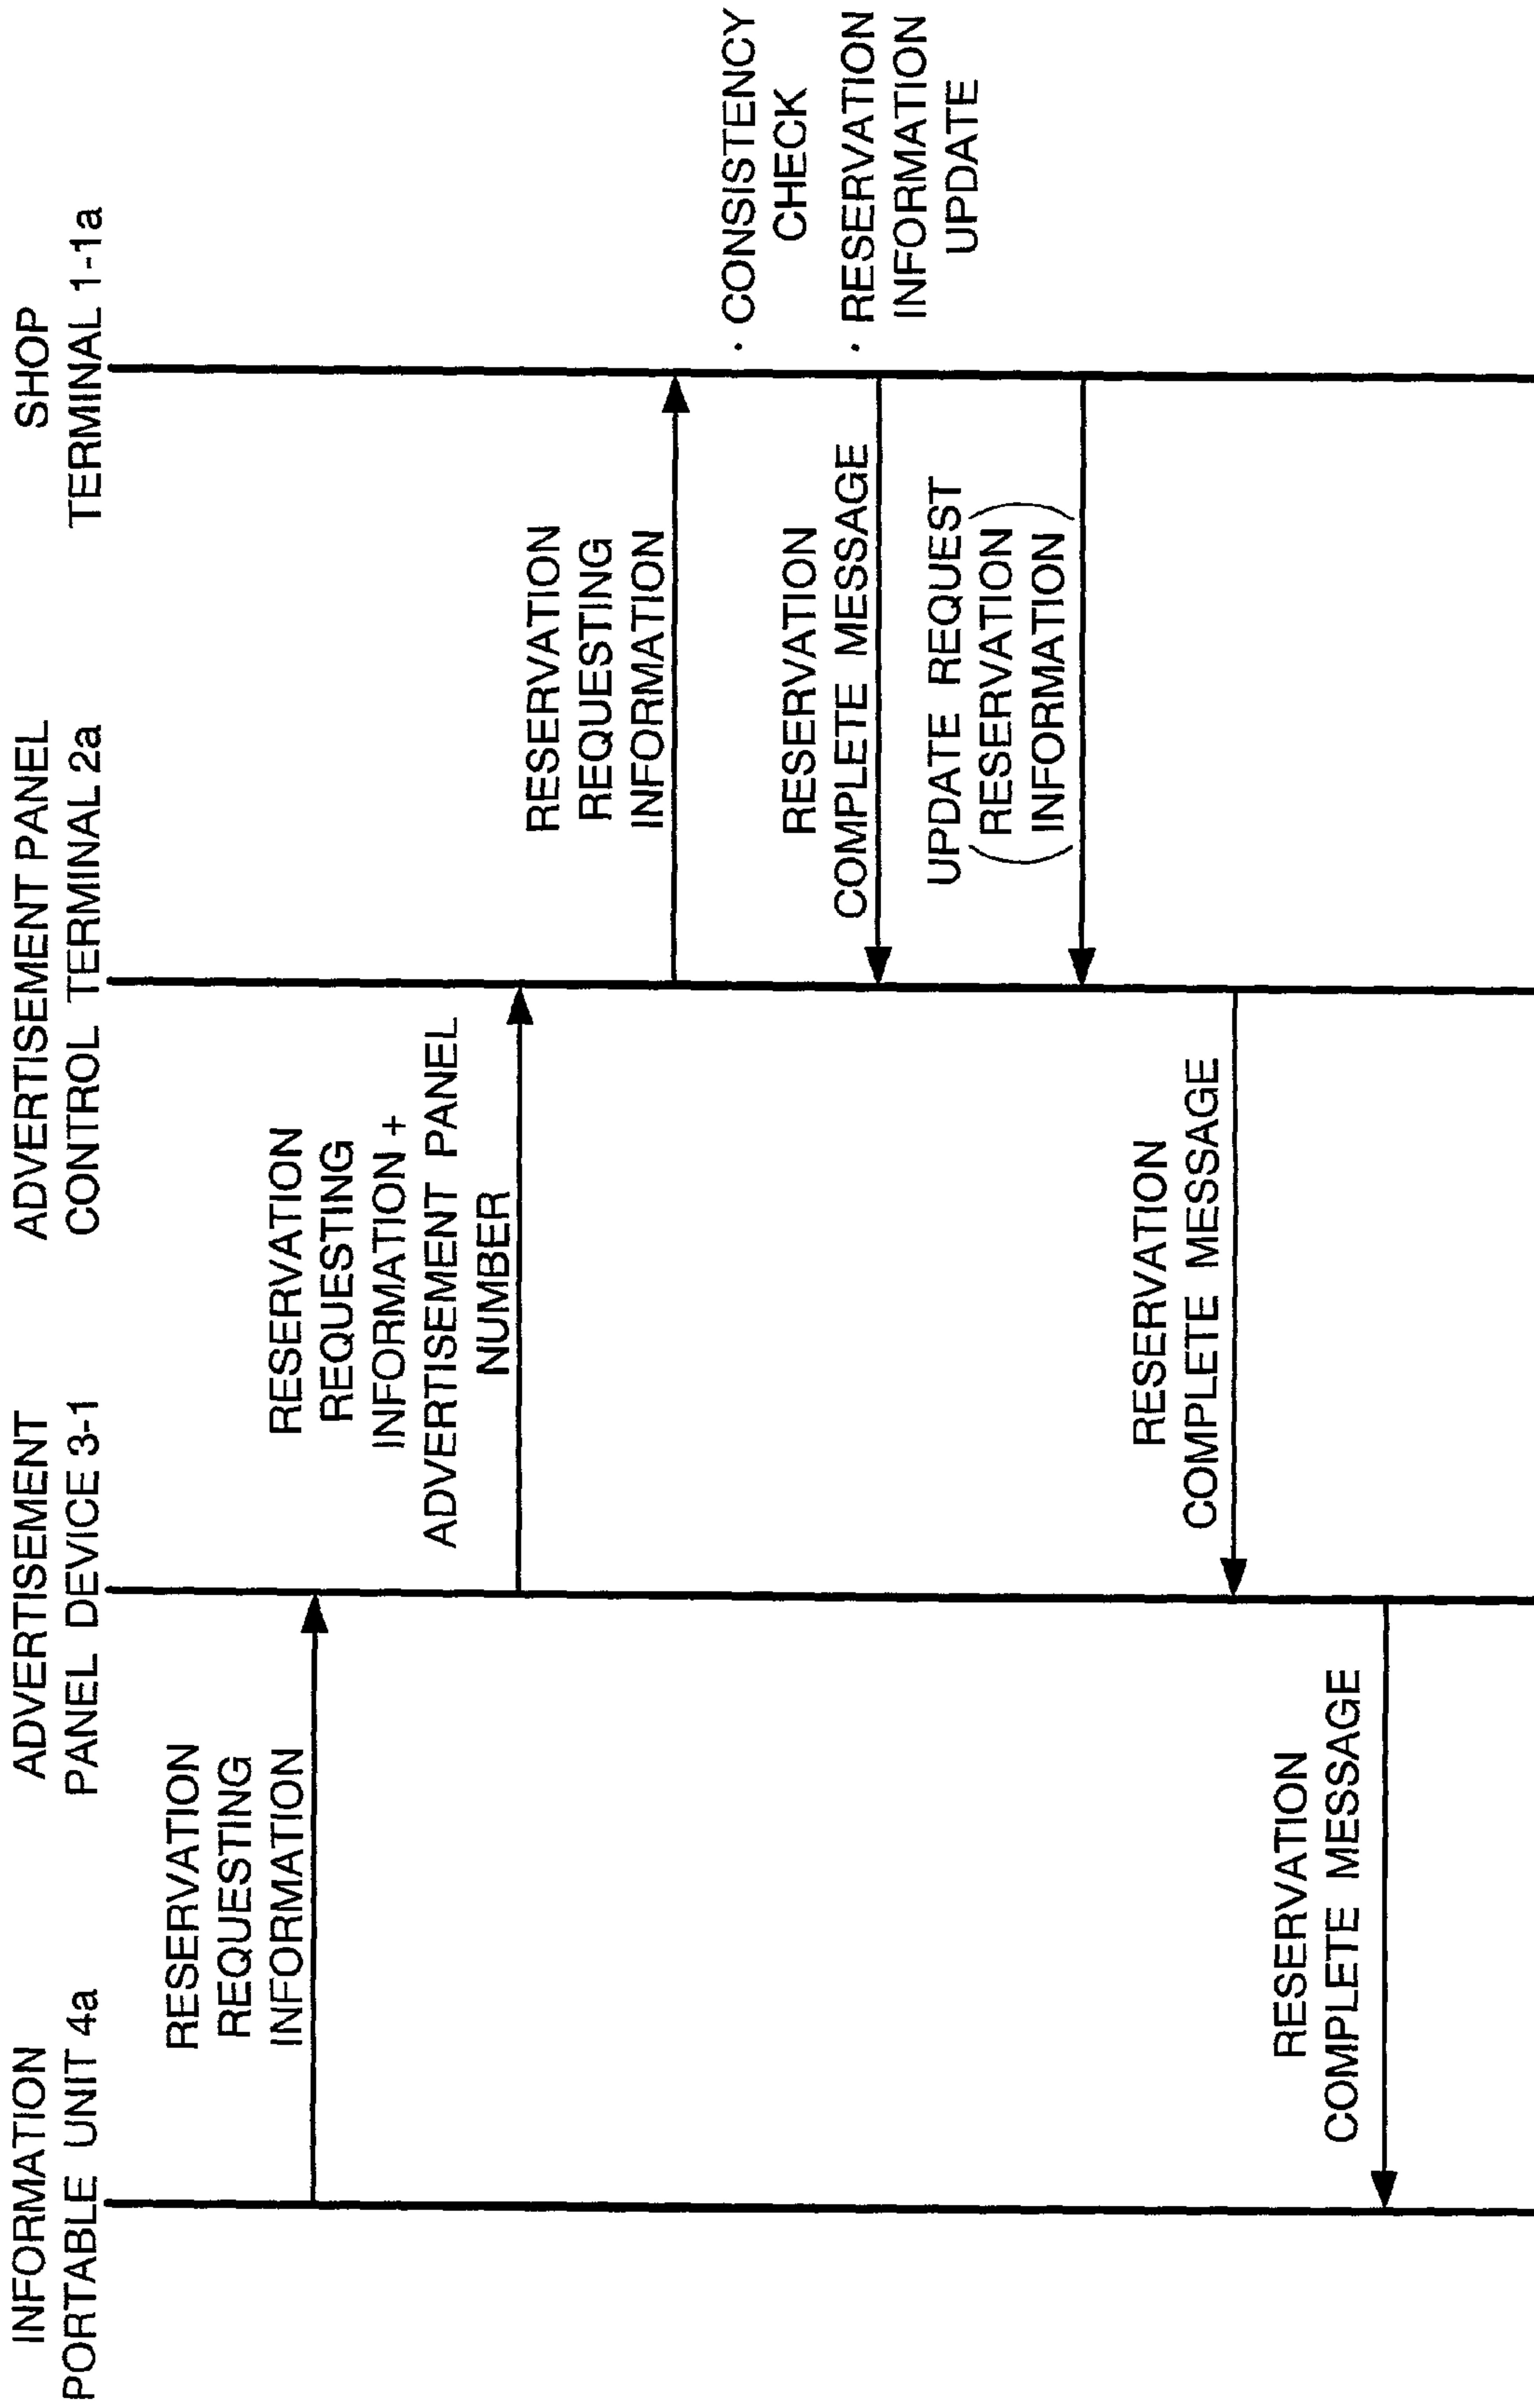 INFORMATION
PORTABLE UNIT 4a
ADVERTISEMENT
PANEL DEVICE 3-1
ADVERTISEMENT PANEL
CONTROL TERMINAL 2a
SHOP
TERMINAL 1-1a
RESERVATION
REQUESTING
INFORMATION
RESERVATION
REQUESTING
INFORMATION +
ADVERTISEMENT PANEL
NUMBER
RESERVATION
REQUESTING
INFORMATION
· CONSISTENCY
CHECK
· RESERVATION
INFORMATION
UPDATE
RESERVATION
COMPLETE MESSAGE
UPDATE REQUEST
(RESERVATION
INFORMATION)
RESERVATION
COMPLETE MESSAGE
RESERVATION
COMPLETE MESSAGE